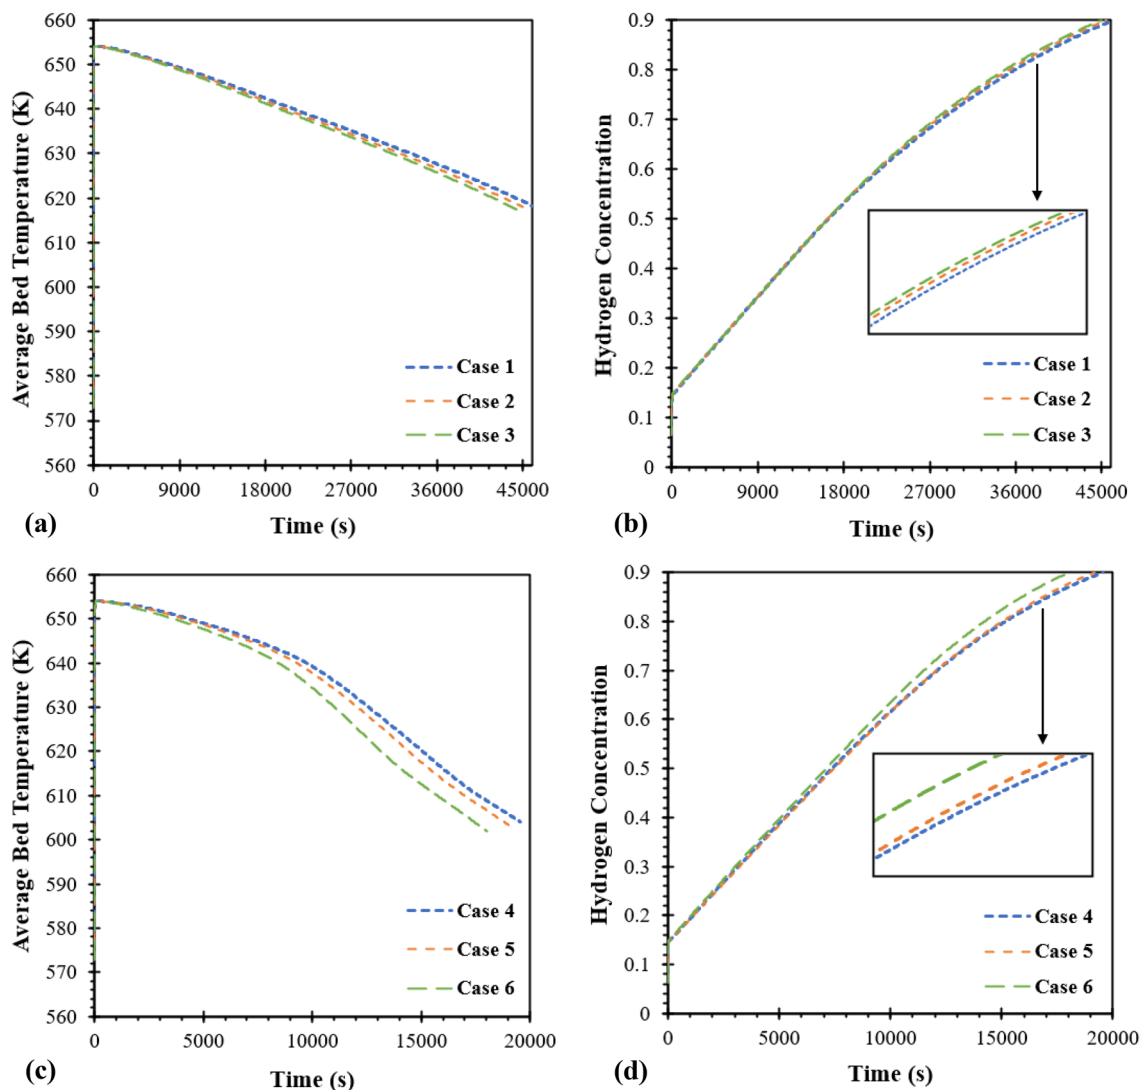 Average Bed Temperature (K)
660
650
640
630
620
610
600
590
580
570
560
Case 1
Case 2
Case 3
0 9000 18000 27000 36000 45000
Time (s)
(a)
Hydrogen Concentration
0.9
0.8
0.7
0.6
0.5
0.4
0.3
0.2
0.1
0
Case 1
Case 2
Case 3
0 9000 18000 27000 36000 45000
Time (s)
(b)
Average Bed Temperature (K)
660
650
640
630
620
610
600
590
580
570
560
Case 4
Case 5
Case 6
0 5000 10000 15000 20000
Time (s)
(c)
Hydrogen Concentration
0.9
0.8
0.7
0.6
0.5
0.4
0.3
0.2
0.1
0
Case 4
Case 5
Case 6
0 5000 10000 15000 20000
Time (s)
(d)